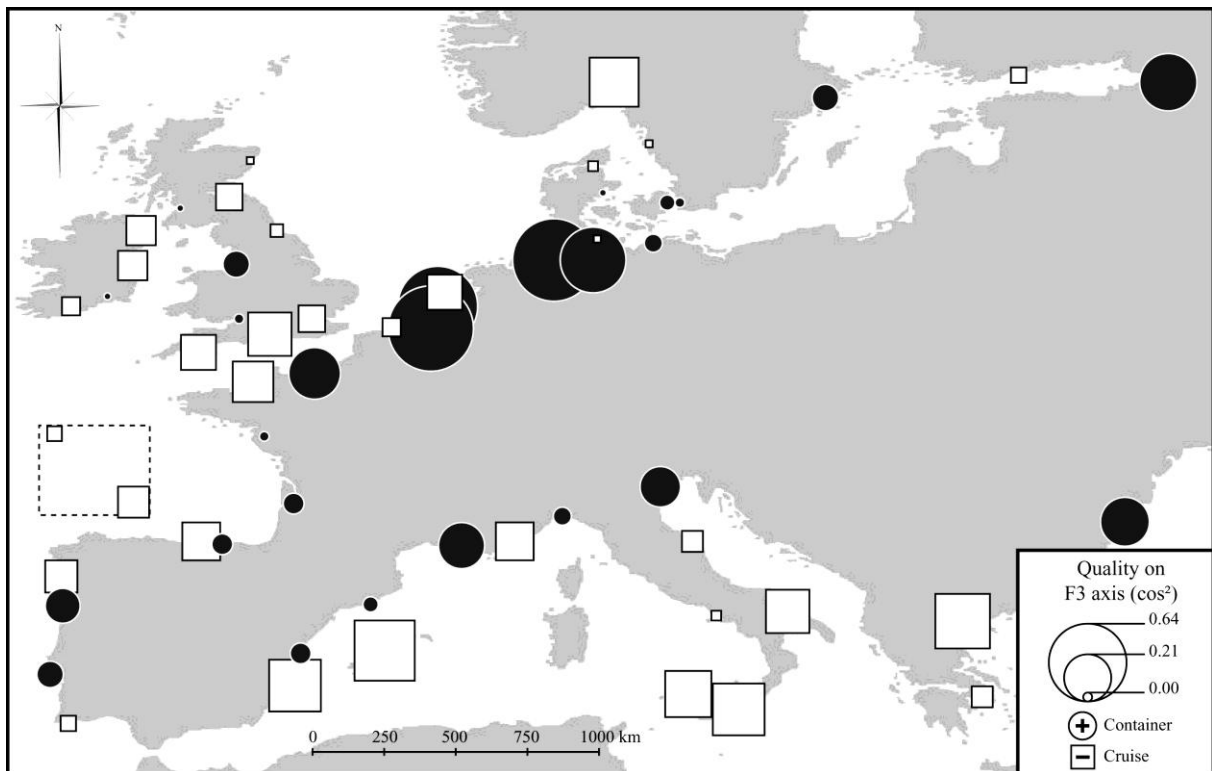 N
0 250 500 750 1000 km
Quality on
F3 axis (cos²)
0.64
0.21
0.00
+ Container
− Cruise